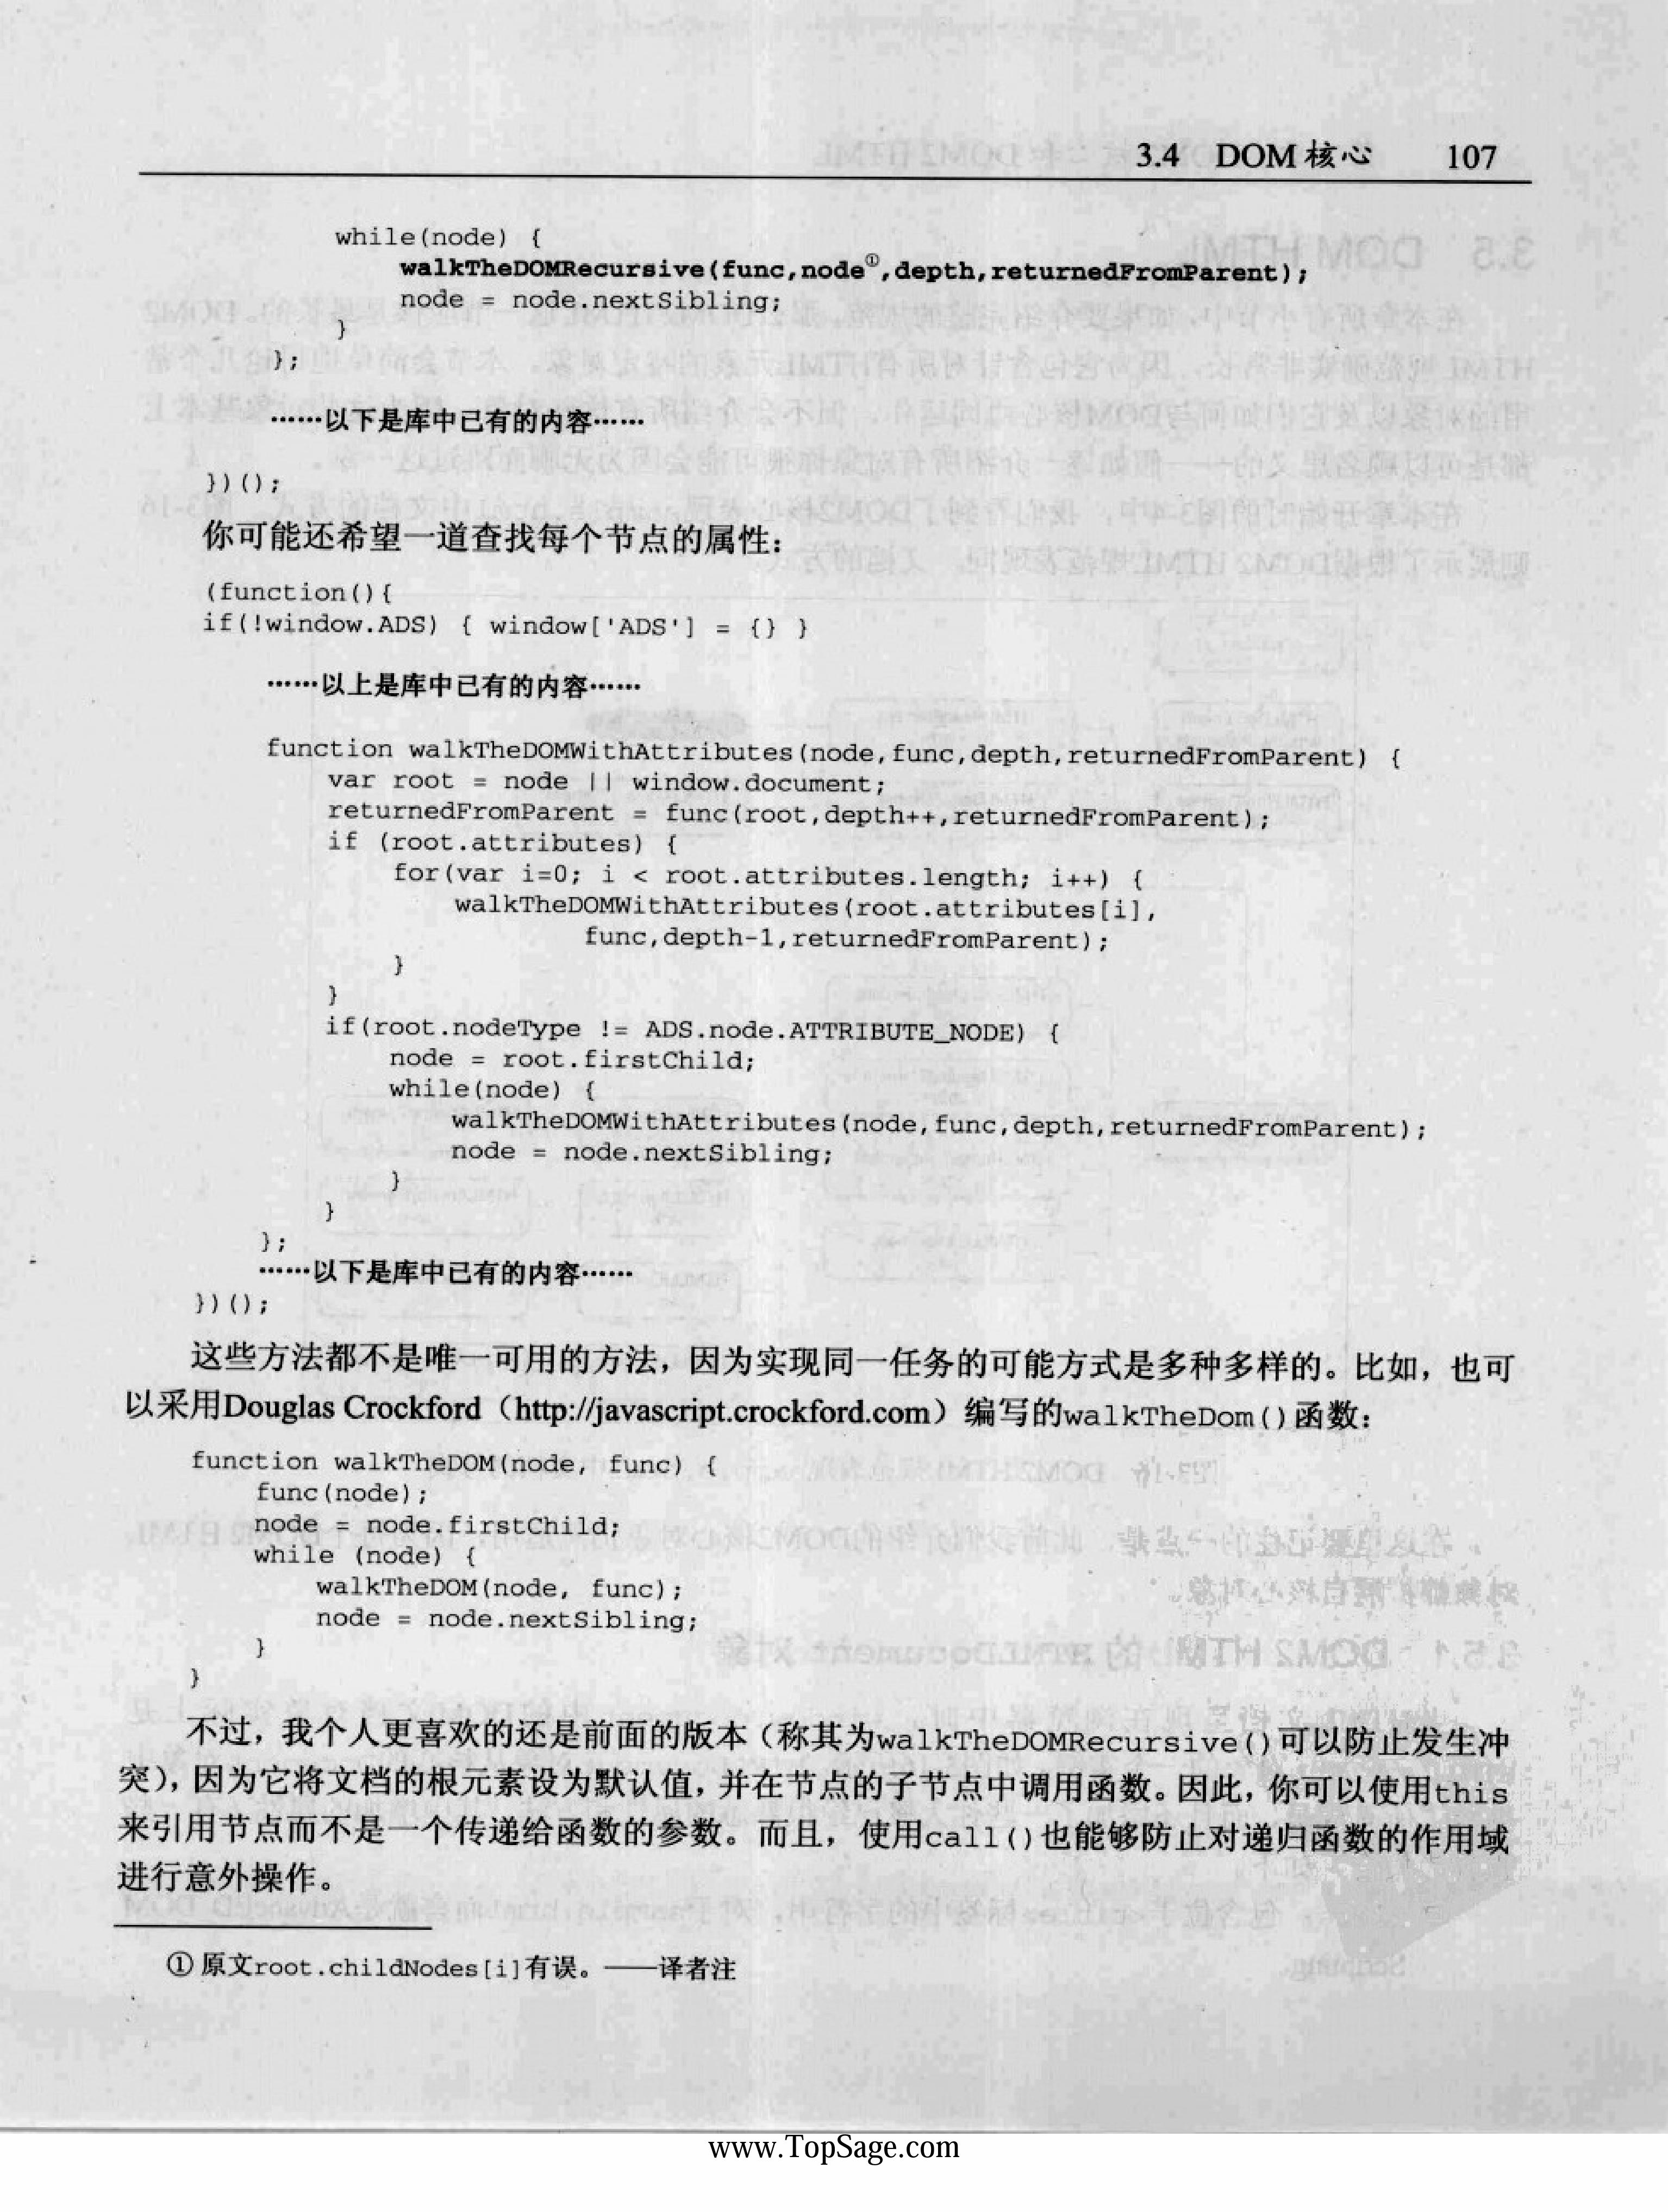 3.4 DOM 核心 107
while(node) {
walkTheDOMRecursive(func,node①,depth,returnedFromParent);
node = node.nextSibling;
}
};
……以下是库中已有的内容……
})();
你可能还希望一道查找每个节点的属性：
(function(){
if(!window.ADS) { window['ADS'] = {} }
……以上是库中已有的内容……
function walkTheDOMWithAttributes(node,func,depth,returnedFromParent) {
var root = node || window.document;
returnedFromParent = func(root,depth++,returnedFromParent);
if (root.attributes) {
for(var i=0; i < root.attributes.length; i++) {
walkTheDOMWithAttributes(root.attributes[i],
func,depth-1,returnedFromParent);
}
}
if(root.nodeType != ADS.node.ATTRIBUTE_NODE) {
node = root.firstChild;
while(node) {
walkTheDOMWithAttributes(node,func,depth,returnedFromParent);
node = node.nextSibling;
}
}
};
……以下是库中已有的内容……
})();
这些方法都不是唯一可用的方法，因为实现同一任务的可能方式是多种多样的。比如，也可
以采用Douglas Crockford（http://javascript.crockford.com）编写的walkTheDom()函数：
function walkTheDOM(node, func) {
func(node);
node = node.firstChild;
while (node) {
walkTheDOM(node, func);
node = node.nextSibling;
}
}
不过，我个人更喜欢的还是前面的版本（称其为walkTheDOMRecursive()可以防止发生冲
突），因为它将文档的根元素设为默认值，并在节点的子节点中调用函数。因此，你可以使用this
来引用节点而不是一个传递给函数的参数。而且，使用call()也能够防止对递归函数的作用域
进行意外操作。
① 原文root.childNodes[i]有误。——译者注
www.TopSage.com